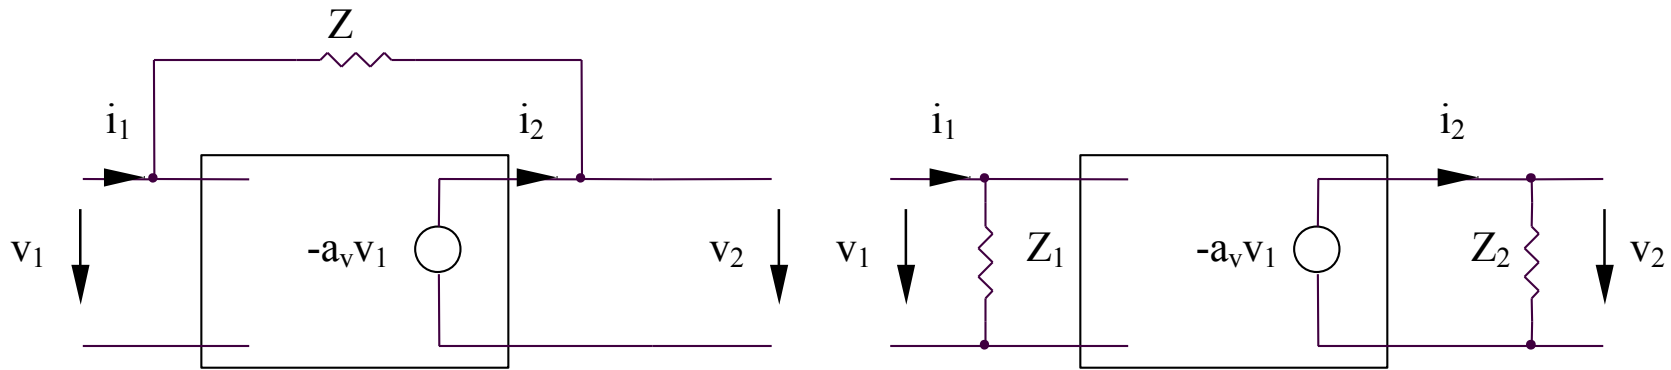 Z
i₁ i₂ i₁ i₂
v₁ -aᵥv₁ v₂ v₁ Z₁ -aᵥv₁ Z₂ v₂